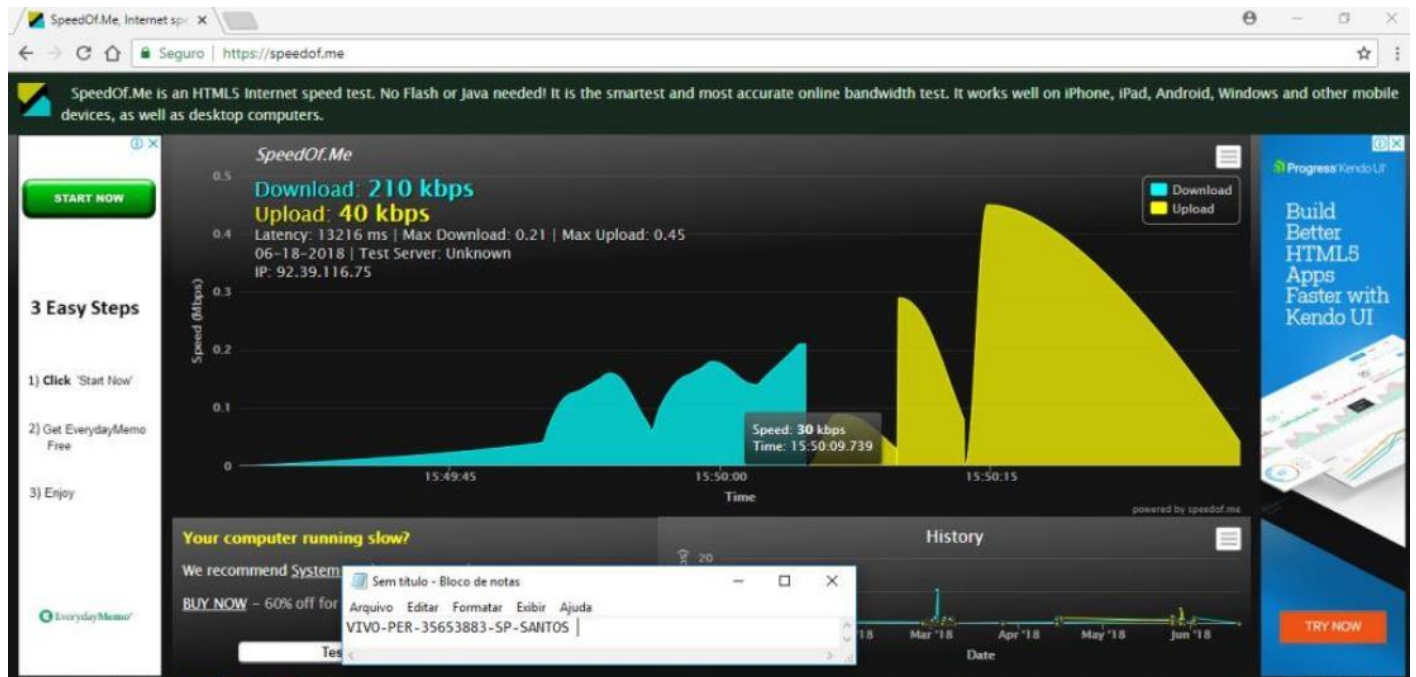 SpeedOf.Me, Internet spe
Seguro | https://speedof.me
SpeedOf.Me is an HTML5 Internet speed test. No Flash or Java needed! It is the smartest and most accurate online bandwidth test. It works well on iPhone, iPad, Android, Windows and other mobile
devices, as well as desktop computers.
START NOW
3 Easy Steps
1) Click 'Start Now'
2) Get EverydayMemo
Free
3) Enjoy
EverydayMemo
SpeedOf.Me
Download: 210 kbps
Upload: 40 kbps
Latency: 13216 ms | Max Download: 0.21 | Max Upload: 0.45
06-18-2018 | Test Server: Unknown
IP: 92.39.116.75
Download
Upload
Speed (Mbps)
0.5
0.4
0.3
0.2
0.1
0
Speed: 30 kbps
Time: 15:50:09.739
15:49:45
15:50:00
15:50:15
Time
powered by speedof.me
Your computer running slow?
We recommend System
BUY NOW - 60% off for
Tes
Sem título - Bloco de notas
Arquivo Editar Formatar Exibir Ajuda
VIVO-PER-35653883-SP-SANTOS
History
20
'18
Mar '18
Apr '18
May '18
Jun '18
Date
Progress Kendo UI
Build
Better
HTML5
Apps
Faster with
Kendo UI
TRY NOW